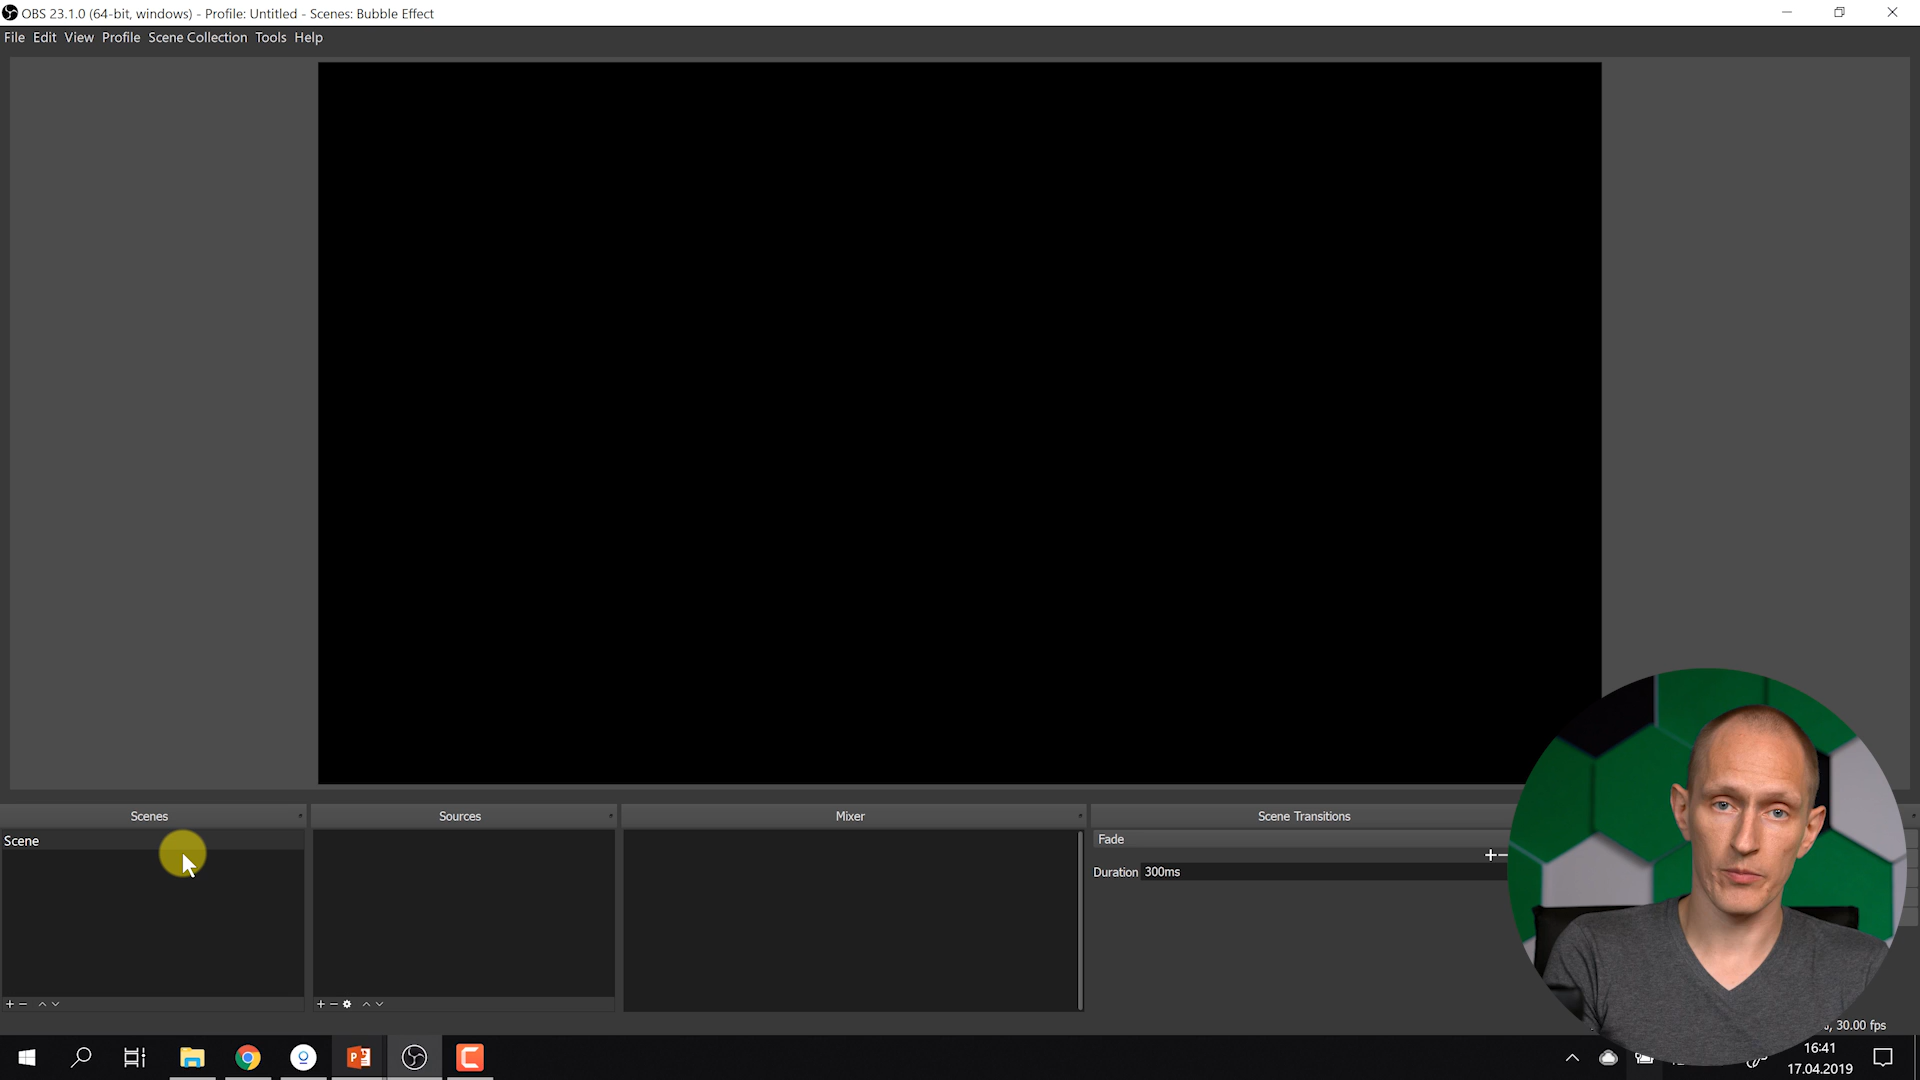 OBS 23.1.0 (64-bit, windows) - Profile: Untitled - Scenes: Bubble Effect
File Edit View Profile Scene Collection Tools Help
Scenes
Sources
Mixer
Scene Transitions
Scene
Fade
Duration 300ms
30.00 fps
16:41
17.04.2019